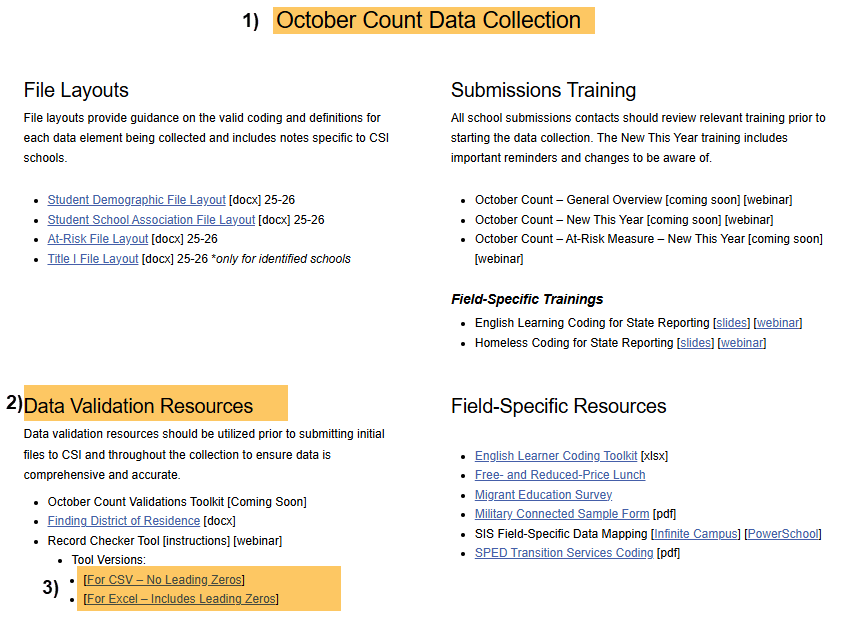 1) October Count Data Collection
File Layouts
File layouts provide guidance on the valid coding and definitions for
each data element being collected and includes notes specific to CSI
schools.
• Student Demographic File Layout [docx] 25-26
• Student School Association File Layout [docx] 25-26
• At-Risk File Layout [docx] 25-26
• Title I File Layout [docx] 25-26 *only for identified schools
Submissions Training
All school submissions contacts should review relevant training prior to
starting the data collection. The New This Year training includes
important reminders and changes to be aware of.
• October Count – General Overview [coming soon] [webinar]
• October Count – New This Year [coming soon] [webinar]
• October Count – At-Risk Measure – New This Year [coming soon]
[webinar]
Field-Specific Trainings
• English Learning Coding for State Reporting [slides] [webinar]
• Homeless Coding for State Reporting [slides] [webinar]
2) Data Validation Resources
Data validation resources should be utilized prior to submitting initial
files to CSI and throughout the collection to ensure data is
comprehensive and accurate.
• October Count Validations Toolkit [Coming Soon]
• Finding District of Residence [docx]
• Record Checker Tool [instructions] [webinar]
• Tool Versions:
3) • [For CSV – No Leading Zeros]
• [For Excel – Includes Leading Zeros]
Field-Specific Resources
• English Learner Coding Toolkit [xlsx]
• Free- and Reduced-Price Lunch
• Migrant Education Survey
• Military Connected Sample Form [pdf]
• SIS Field-Specific Data Mapping [Infinite Campus] [PowerSchool]
• SPED Transition Services Coding [pdf]